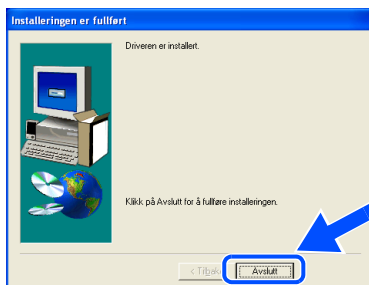 Installeringen er fullført
Driveren er installert.
Klikk på Avslutt for å fullføre installeringen.
< Tilbake
Avslutt